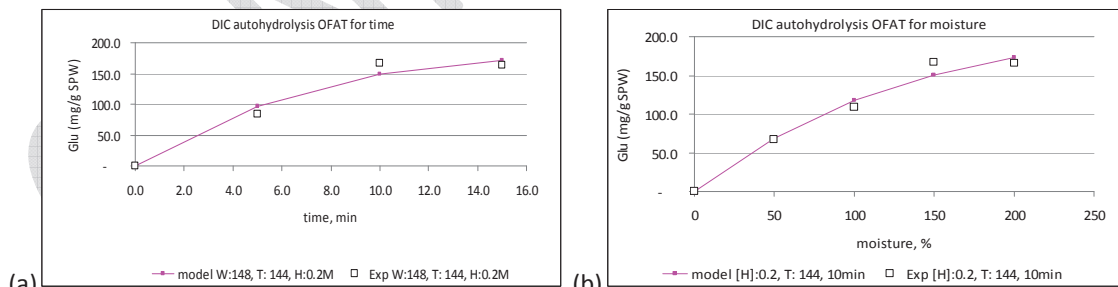 DIC autohydrolysis OFAT for time
200.0
150.0
100.0
50.0
-
Glu (mg/g SPW)
0.0 2.0 4.0 6.0 8.0 10.0 12.0 14.0 16.0
time, min
model W:148, T: 144, H:0.2M Exp W:148, T: 144, H:0.2M
(a)
DIC autohydrolysis OFAT for moisture
200.0
150.0
100.0
50.0
-
Glu (mg/g SPW)
0 50 100 150 200 250
moisture, %
model [H]:0.2, T: 144, 10min Exp [H]:0.2, T: 144, 10min
(b)